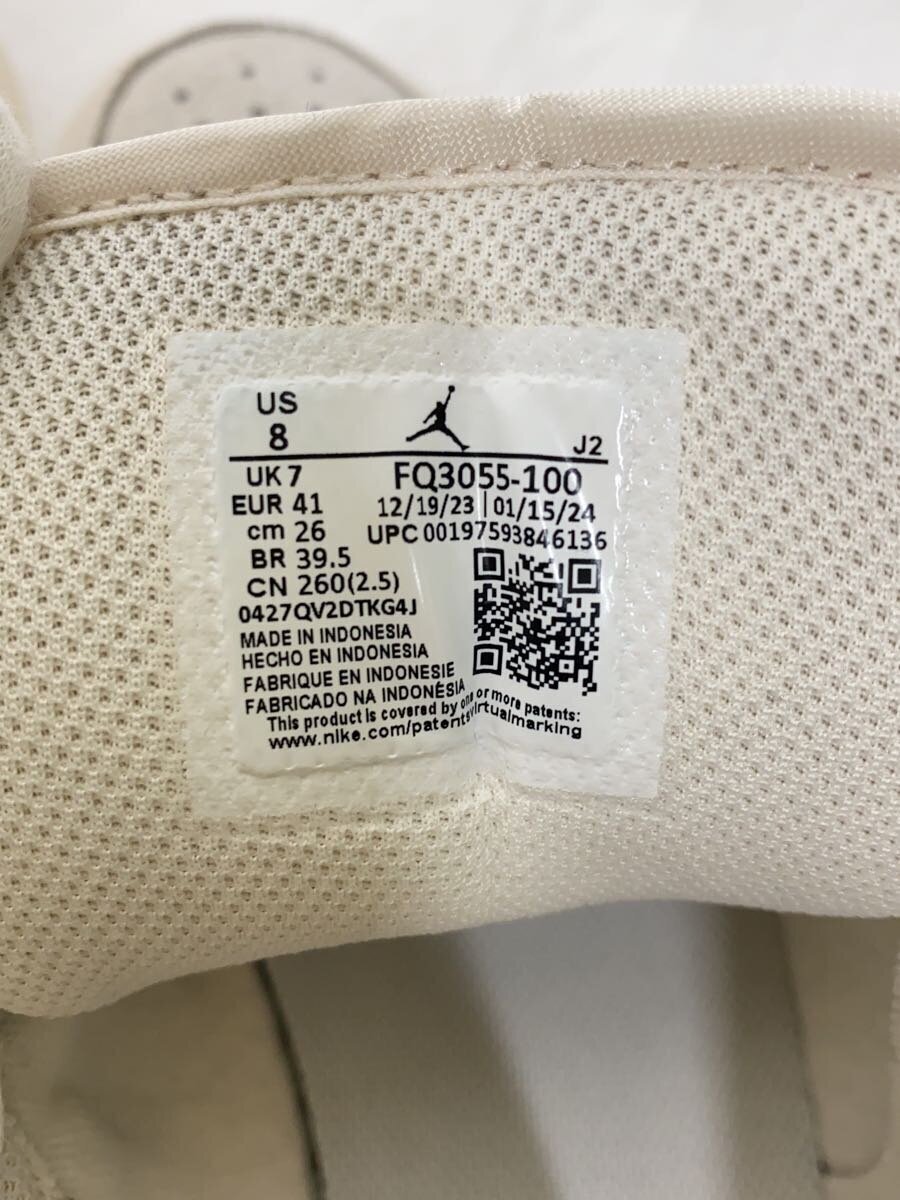 US
8
J2
UK 7
FQ3055-100
EUR 41
12/19/23 | 01/15/24
cm 26
UPC 00197593846136
BR 39.5
CN 260(2.5)
0427QV2DTKG4J
MADE IN INDONESIA
HECHO EN INDONESIA
FABRIQUE EN INDONESIE
FABRICADO NA INDONÉSIA
This product is covered by one or more patents:
www.nike.com/patentsvirtualmarking